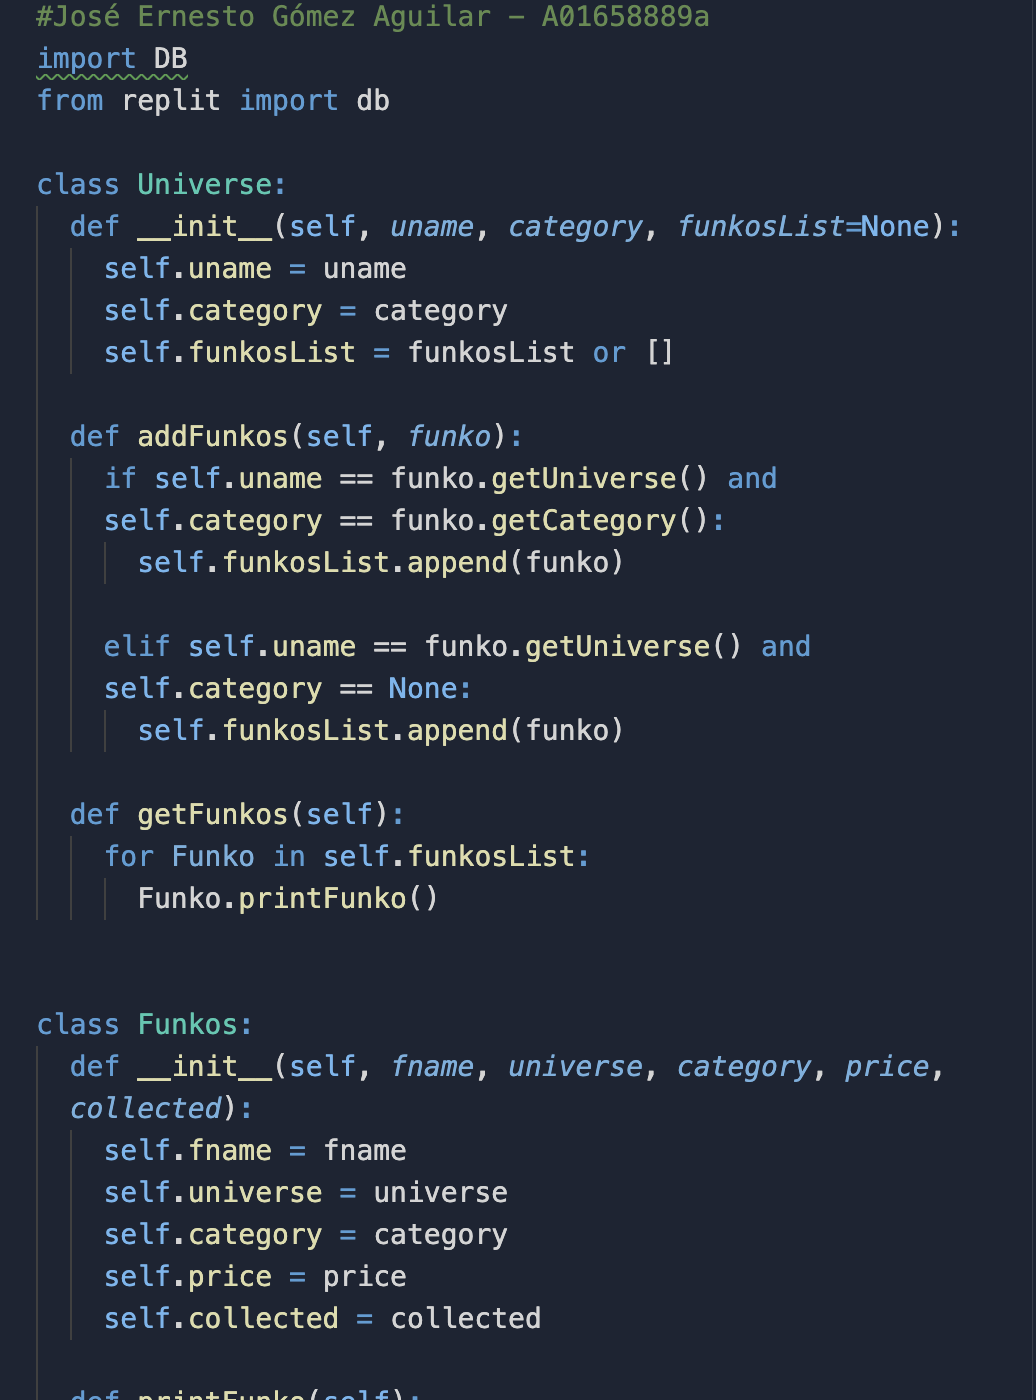 #José Ernesto Gómez Aguilar – A01658889a
import DB
from replit import db
class Universe:
  def __init__(self, uname, category, funkosList=None):
    self.uname = uname
    self.category = category
    self.funkosList = funkosList or []
  def addFunkos(self, funko):
    if self.uname == funko.getUniverse() and
    self.category == funko.getCategory():
      self.funkosList.append(funko)
    elif self.uname == funko.getUniverse() and
    self.category == None:
      self.funkosList.append(funko)
  def getFunkos(self):
    for Funko in self.funkosList:
      Funko.printFunko()
class Funkos:
  def __init__(self, fname, universe, category, price,
  collected):
    self.fname = fname
    self.universe = universe
    self.category = category
    self.price = price
    self.collected = collected
  def printFunko(self):